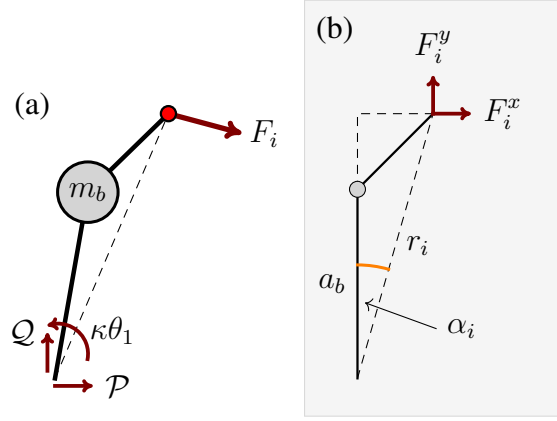 (a)
F_i
m_b
κθ_1
𝒬
𝒫
(b)
F_i^y
F_i^x
r_i
a_b
α_i